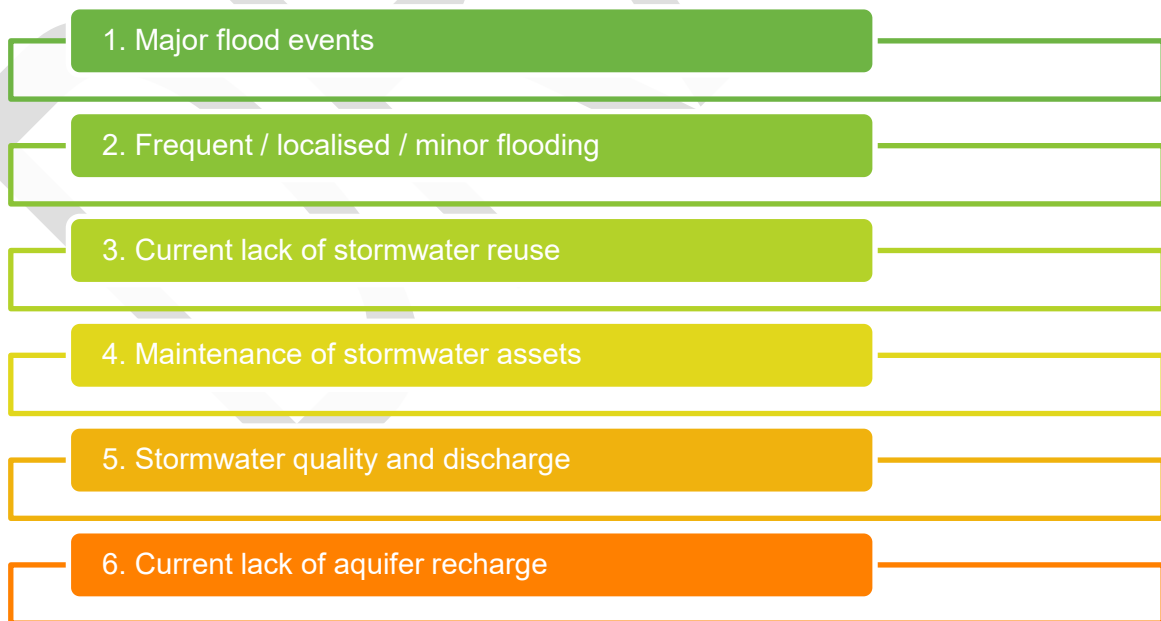 1. Major flood events
2. Frequent / localised / minor flooding
3. Current lack of stormwater reuse
4. Maintenance of stormwater assets
5. Stormwater quality and discharge
6. Current lack of aquifer recharge